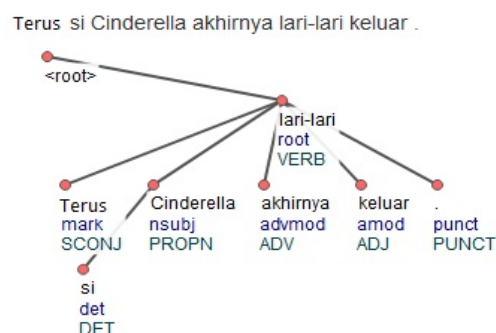 Terus si Cinderella akhirnya lari-lari keluar .
<root>
lari-lari
root
VERB
Terus Cinderella akhirnya keluar .
mark nsubj advmod amod punct
SCONJ PROPN ADV ADJ PUNCT
si
det
DET